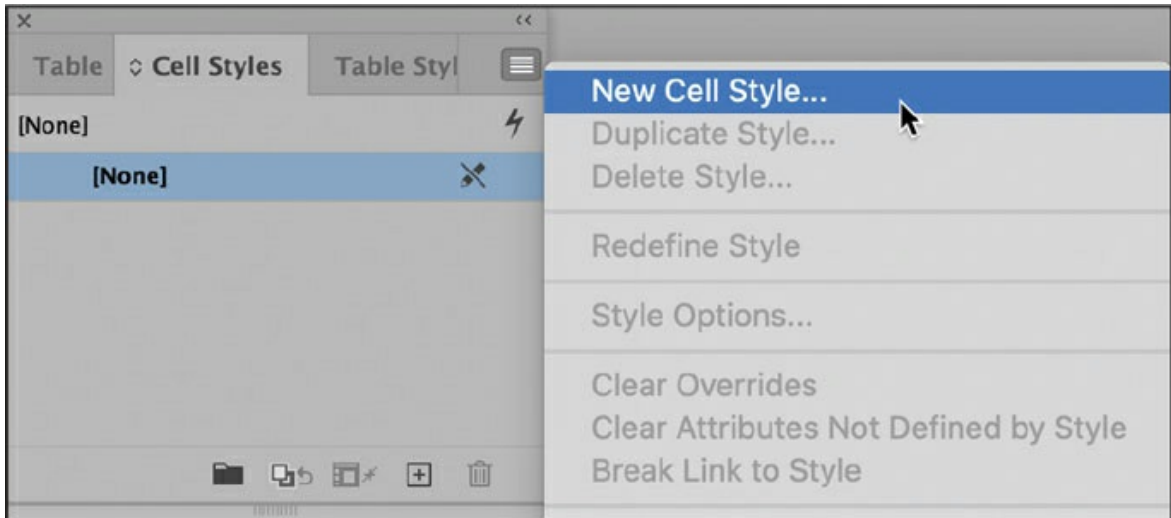 Table
Cell Styles
Table Styl
[None]
[None]
New Cell Style...
Duplicate Style...
Delete Style...
Redefine Style
Style Options...
Clear Overrides
Clear Attributes Not Defined by Style
Break Link to Style